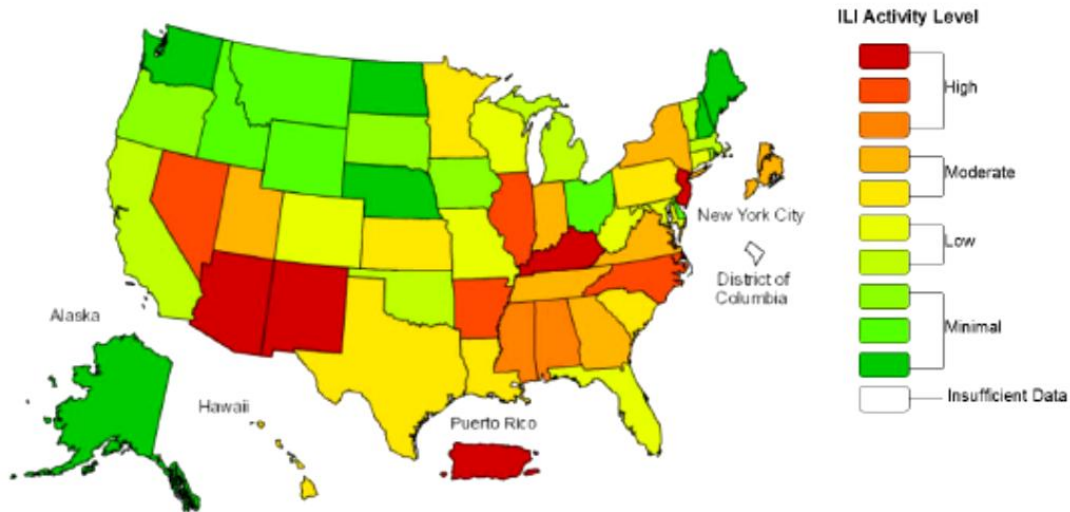 ILI Activity Level
High
Moderate
Low
Minimal
Insufficient Data
New York City
District of
Columbia
Alaska
Hawaii
Puerto Rico